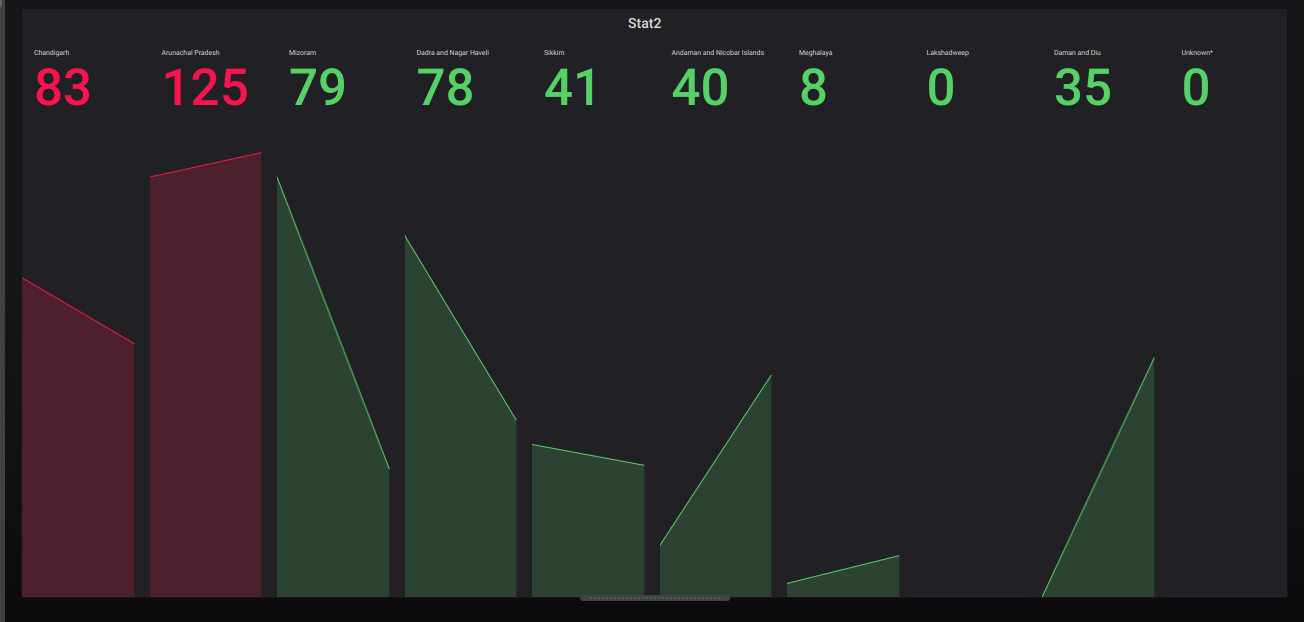 Stat2
Chandigarh
83
Arunachal Pradesh
125
Mizoram
79
Dadra and Nagar Haveli
78
Sikkim
41
Andaman and Nicobar Islands
40
Meghalaya
8
Lakshadweep
0
Daman and Diu
35
Unknown*
0